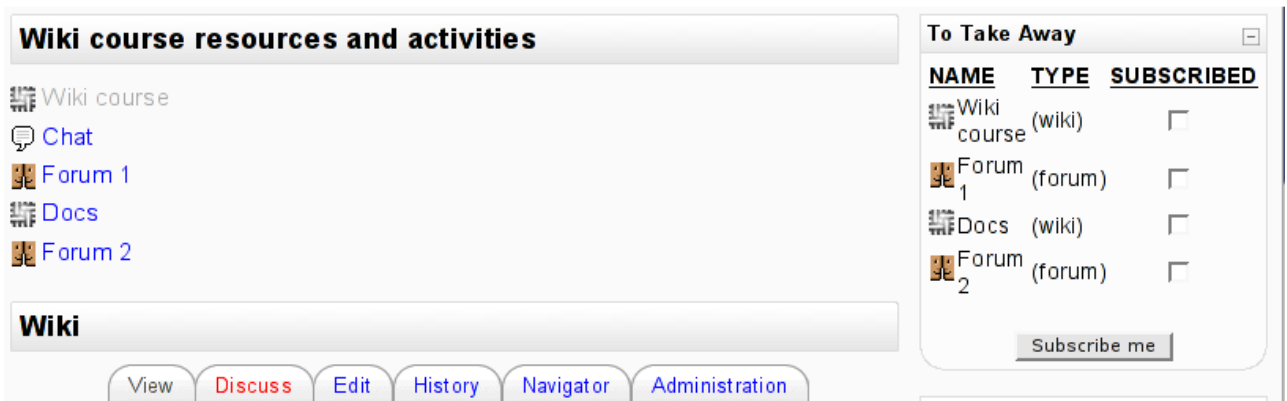 Wiki course resources and activities
Wiki course
Chat
Forum 1
Docs
Forum 2
Wiki
View Discuss Edit History Navigator Administration
To Take Away
NAME TYPE SUBSCRIBED
Wiki
course (wiki)
Forum
1 (forum)
Docs (wiki)
Forum
2 (forum)
Subscribe me